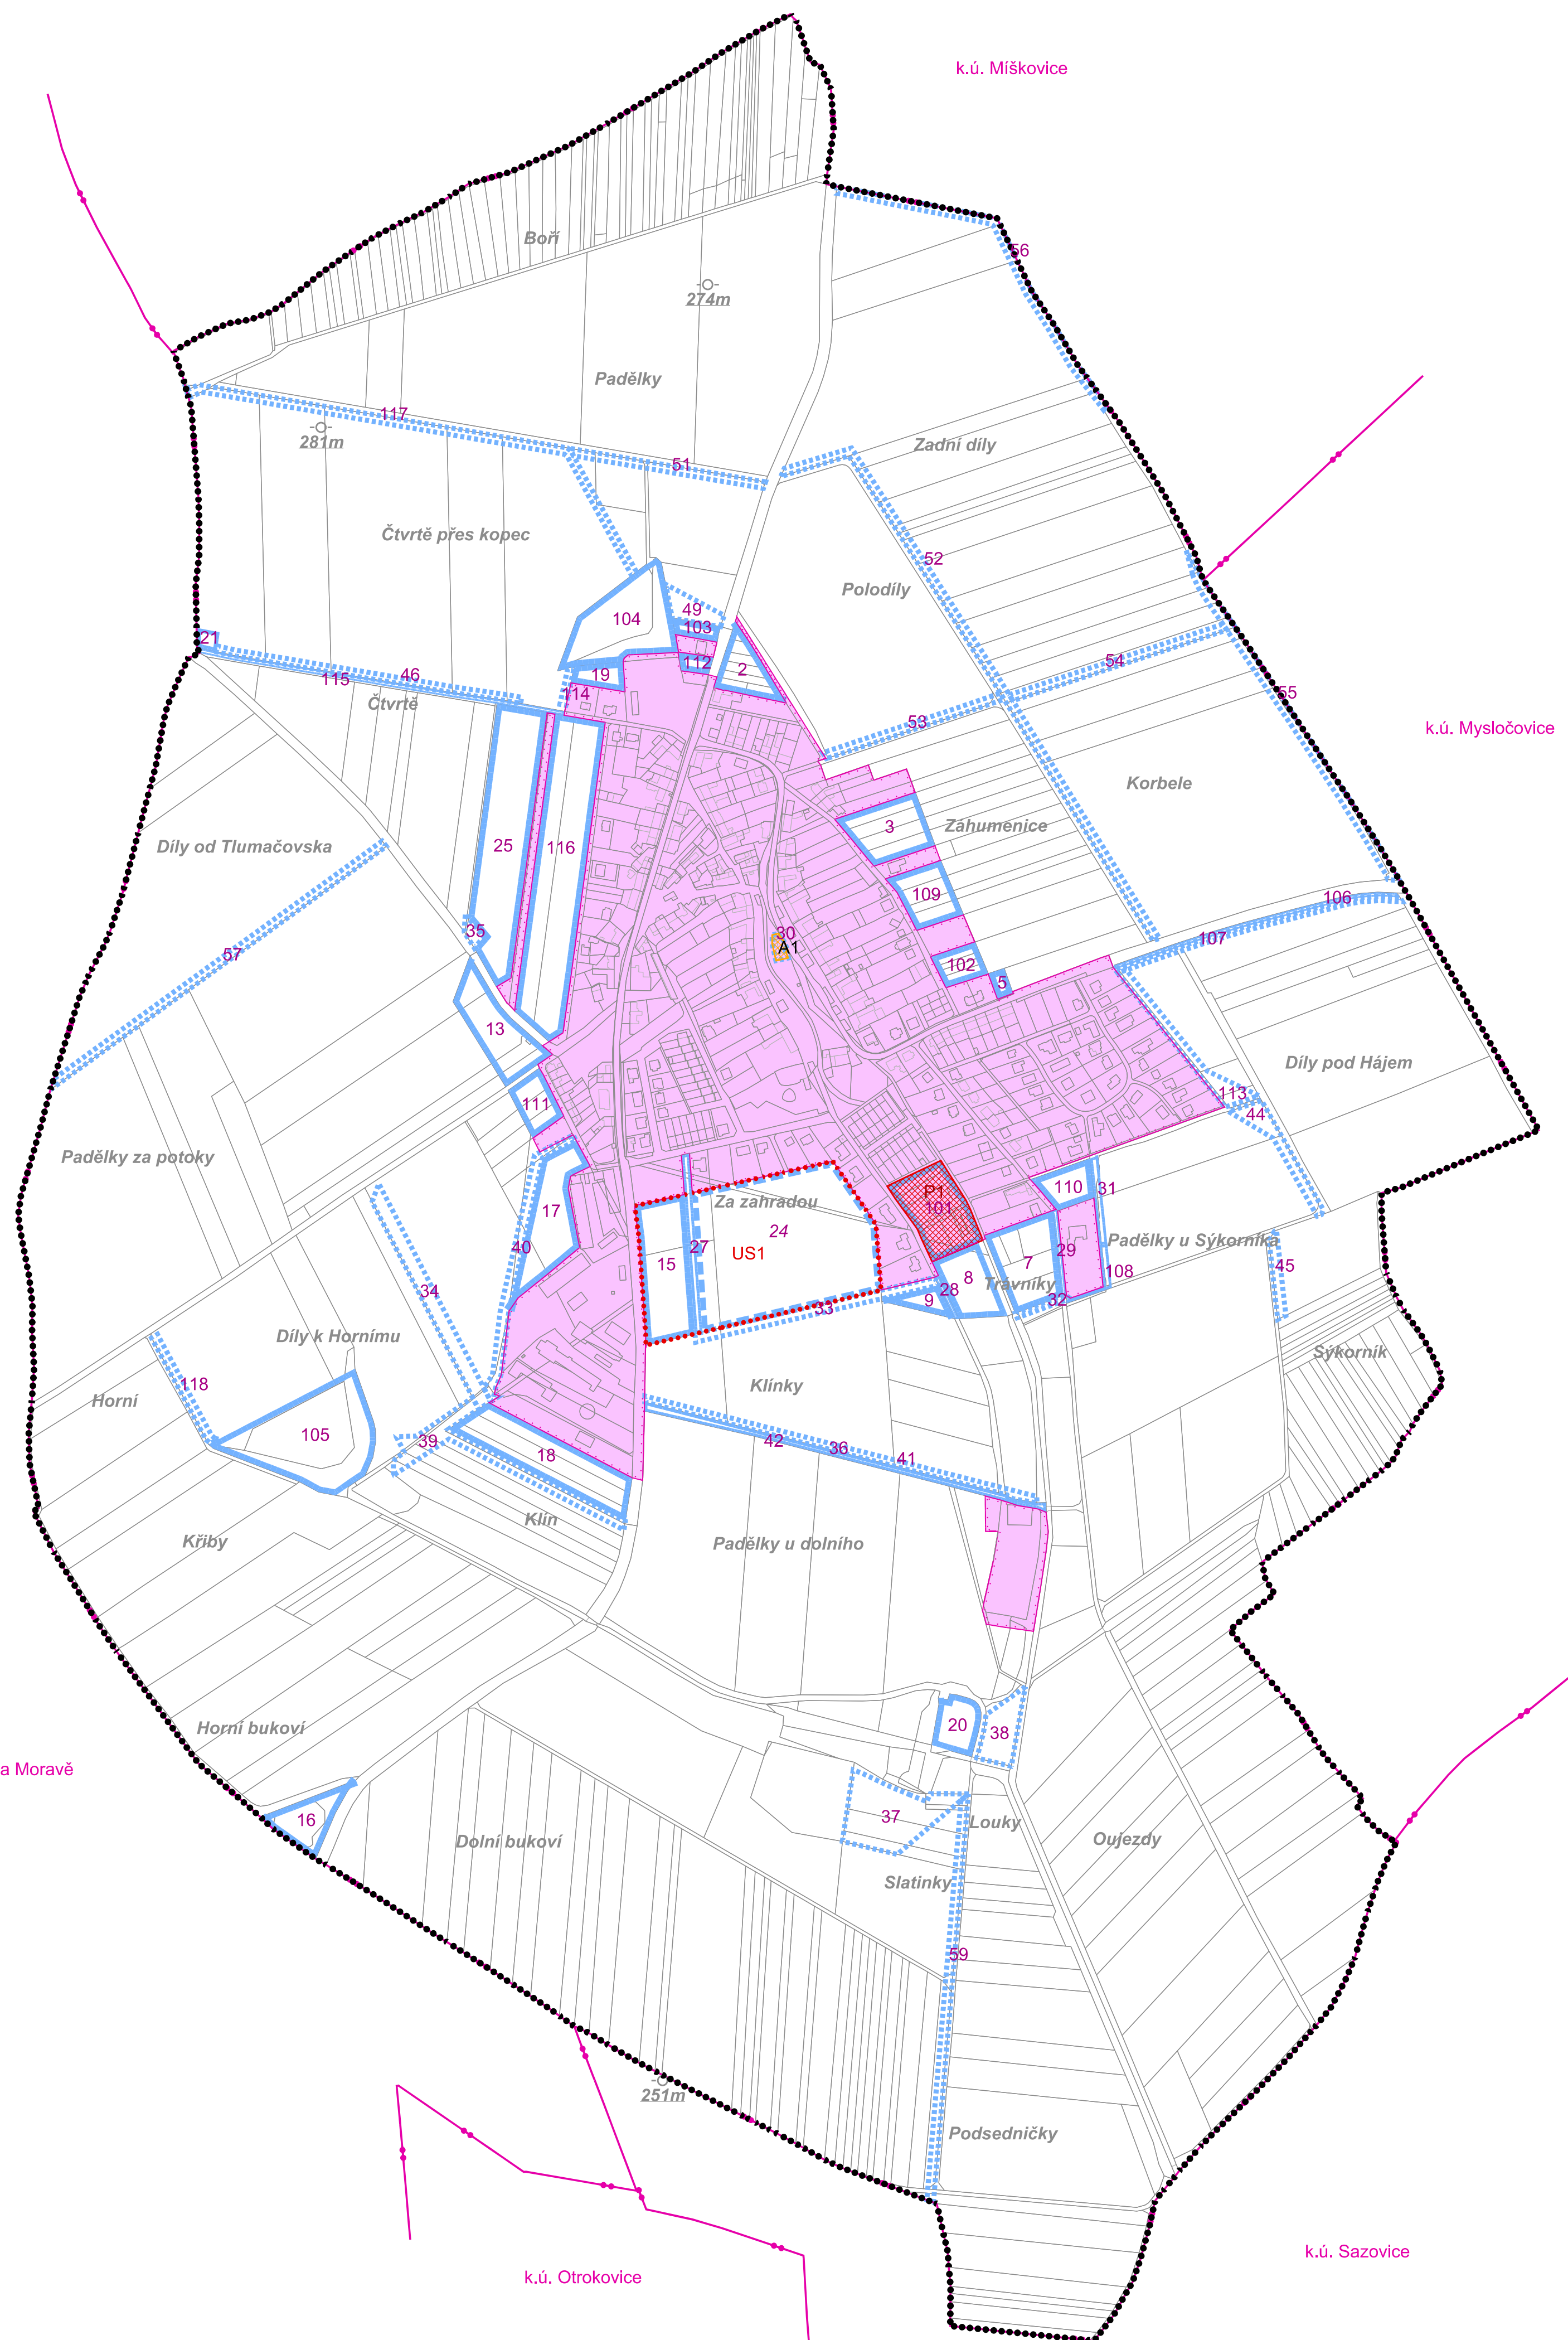 k.ú. Míškovice
Boří
56
274m
Padělky
117
281m
51
Zadní díly
Čtvrtě přes kopec
52
Polodíly
49
104
103
21
112
2
54
19
46
115
114
55
Čtvrtě
53
k.ú. Mysločovice
Korbele
3
Záhumenice
Díly od Tlumačovska
25
116
109
106
35
30
107
A1
57
102
5
13
Díly pod Hájem
113
111
44
Padělky za potoky
110
31
P1
101
Za zahradou
17
24
40
27
US1
15
29
Padělky u Sýkorníka
45
7
8
Trávníky
108
34
28
9
32
33
Díly k Hornímu
Sýkorník
118
Klínky
Horní
105
39
42
36
41
18
Klín
Křiby
Padělky u dolního
Horní bukoví
20
38
a Moravě
16
37
Louky
Dolní bukoví
Oujezdy
Slatinky
59
251m
Podsedničky
k.ú. Otrokovice
k.ú. Sazovice